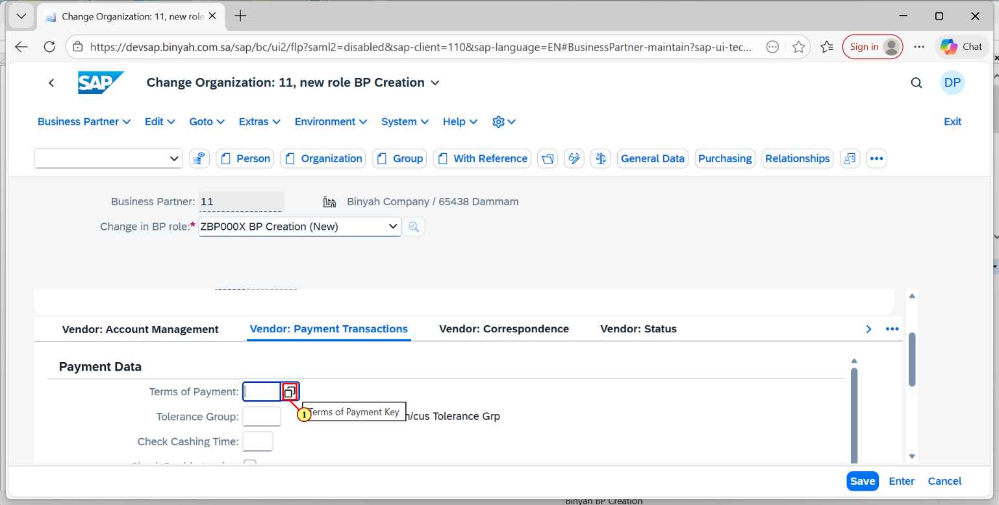 Change Organization: 11, new role
https://devsap.binyah.com.sa/sap/bc/ui2/flp?saml2=disabled&sap-client=110&sap-language=EN#BusinessPartner-maintain?sap-ui-tec...
Sign in
Chat
SAP
Change Organization: 11, new role BP Creation
DP
Business Partner
Edit
Goto
Extras
Environment
System
Help
Exit
Person
Organization
Group
With Reference
General Data
Purchasing
Relationships
Business Partner: 11
Binyah Company / 65438 Dammam
Change in BP role:* ZBP000X BP Creation (New)
Vendor: Account Management
Vendor: Payment Transactions
Vendor: Correspondence
Vendor: Status
Payment Data
Terms of Payment:
1
Terms of Payment Key
Tolerance Group:
n/cus Tolerance Grp
Check Cashing Time:
Save
Enter
Cancel
Binyah BP Creation